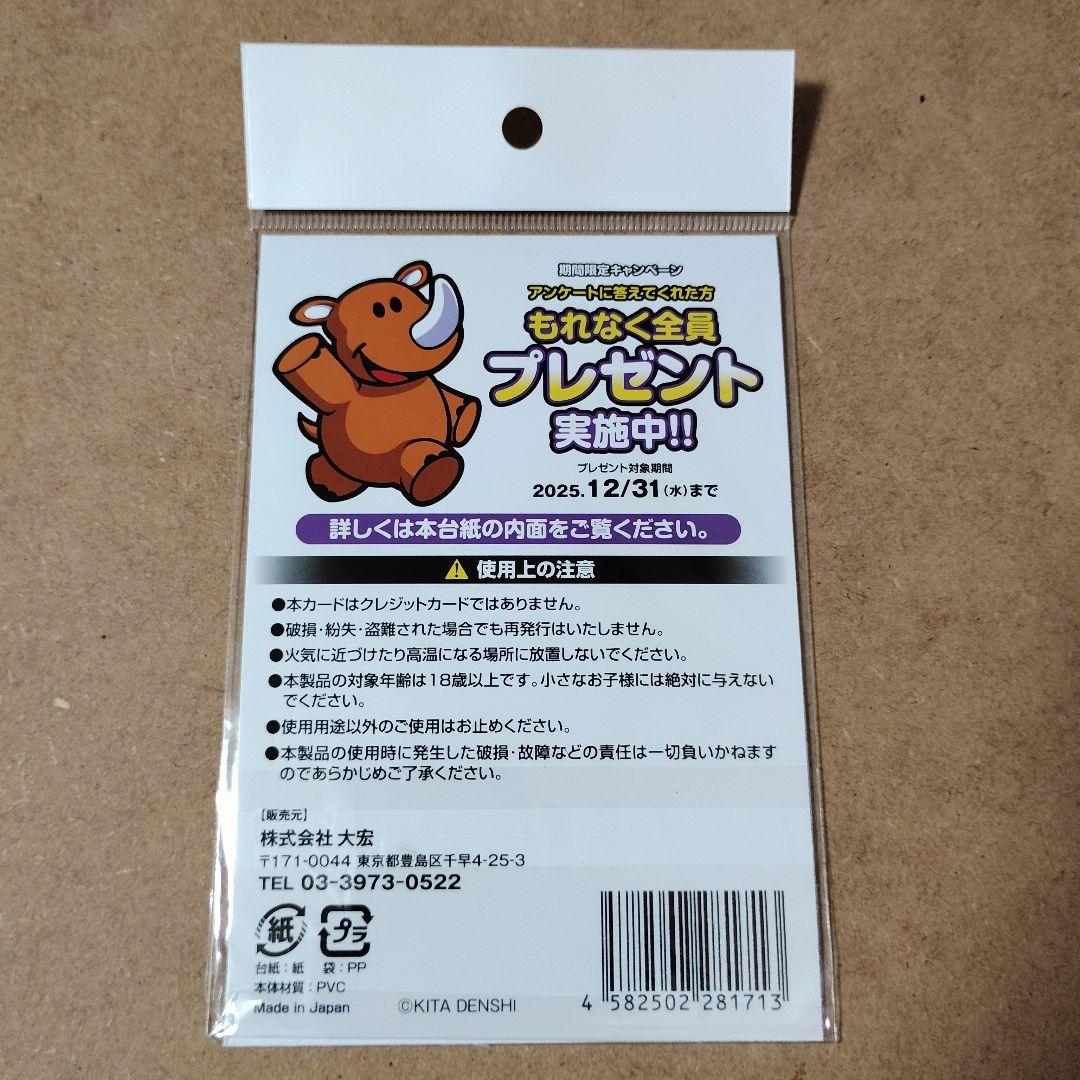 期間限定キャンペーン
アンケートに答えてくれた方
もれなく全員
プレゼント
実施中!!
プレゼント対象期間
2025.12/31(水)まで
詳しくは本台紙の内面をご覧ください。
使用上の注意
●本カードはクレジットカードではありません。
●破損・紛失・盗難された場合でも再発行はいたしません。
●火気に近づけたり高温になる場所に放置しないでください。
●本製品の対象年齢は18歳以上です。小さなお子様には絶対に与えない
でください。
●使用用途以外のご使用はお止めください。
●本製品の使用時に発生した破損・故障などの責任は一切負いかねます
のであらかじめご了承ください。
【販売元】
株式会社 大宏
〒171-0044 東京都豊島区千早4-25-3
TEL 03-3973-0522
紙 プラ
台紙：紙 袋：PP
本体材質：PVC
Made in Japan
©KITA DENSHI
4 582502 281713